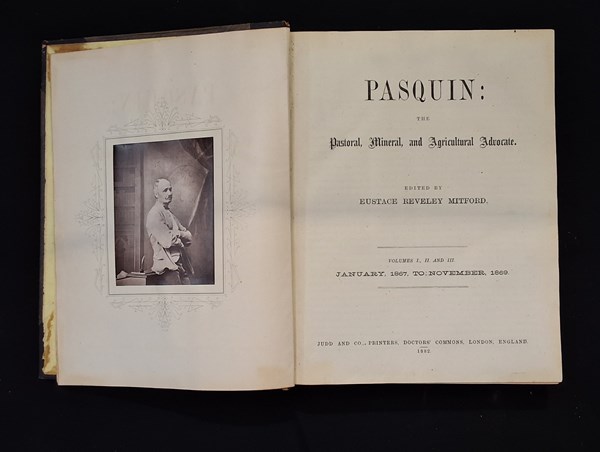 PASQUIN:
THE
Pastoral, Mineral, and Agricultural Advocate.
EDITED BY
EUSTACE REVELEY MITFORD.
VOLUMES I, II AND III
JANUARY, 1867, TO NOVEMBER, 1869.
JUDD AND CO., PRINTERS, DOCTORS' COMMONS, LONDON, ENGLAND.
1882